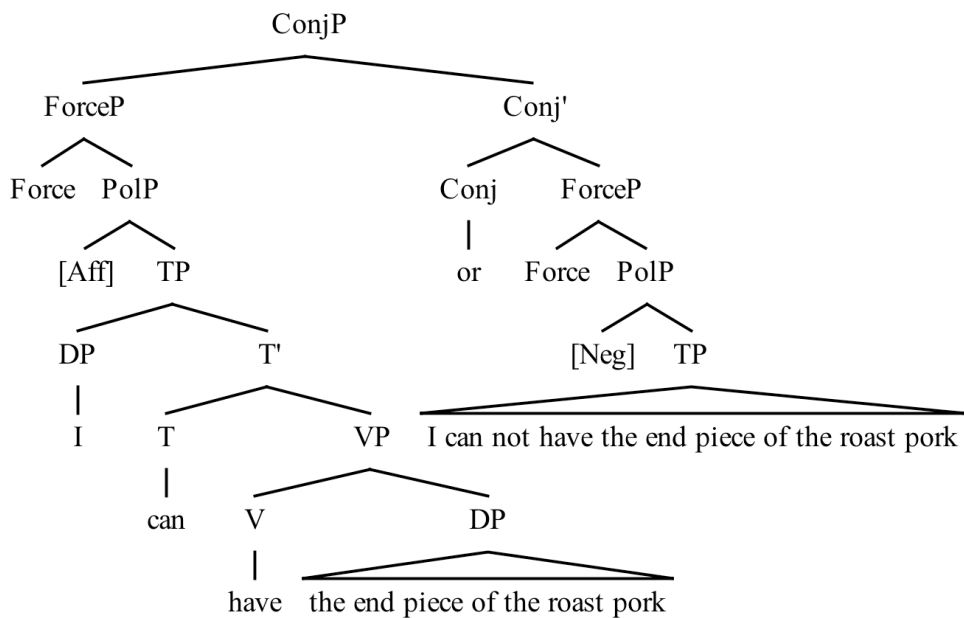 ConjP
ForceP Conj'
Force PolP Conj ForceP
[Aff] TP or Force PolP
DP T' [Neg] TP
I T VP I can not have the end piece of the roast pork
can V DP
have the end piece of the roast pork